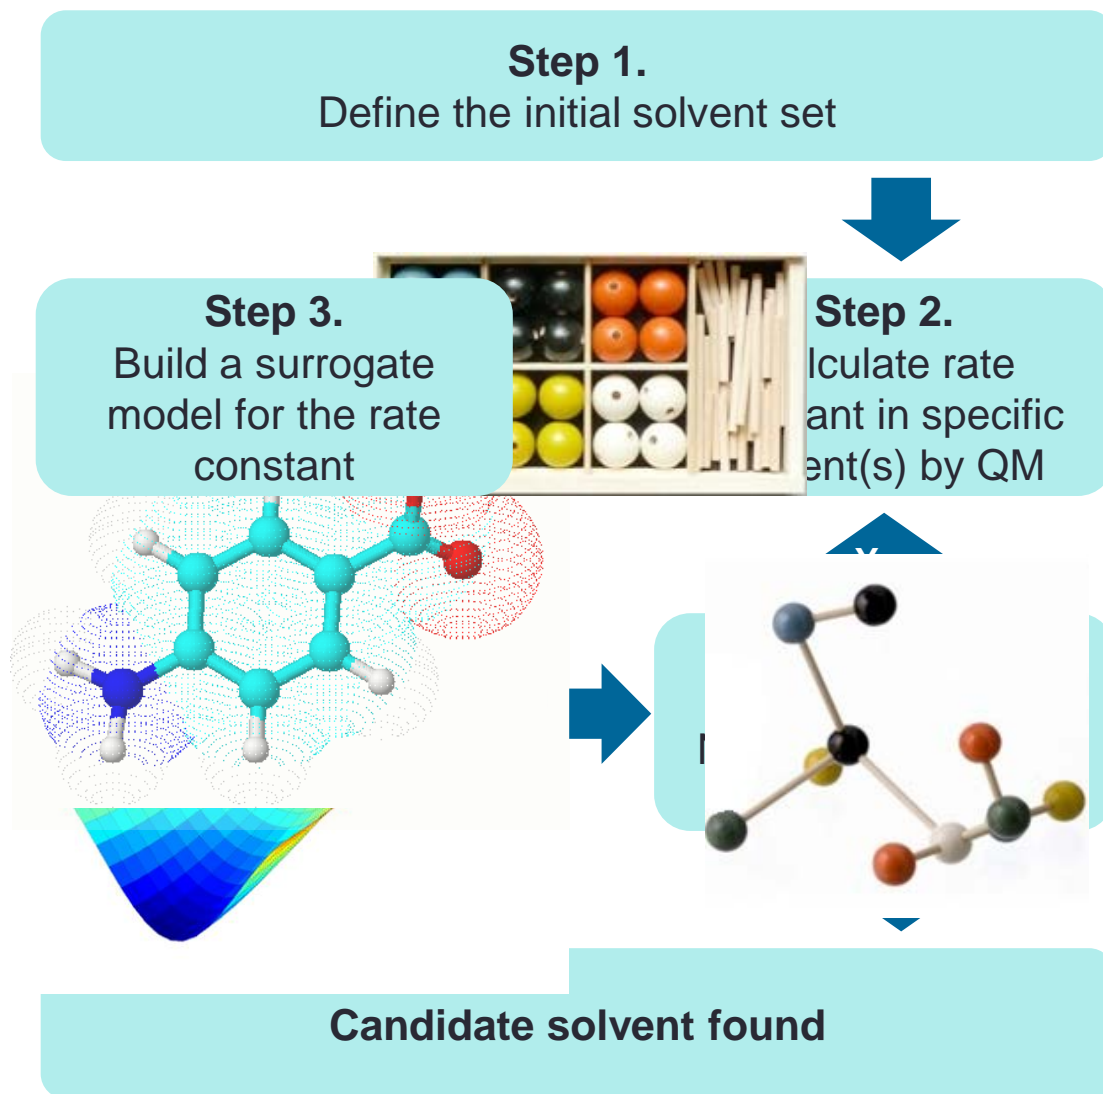 Step 1.
Define the initial solvent set
Step 3.
Build a surrogate
model for the rate
constant
Step 2.
lculate rate
ant in specific
ent(s) by QM
Candidate solvent found